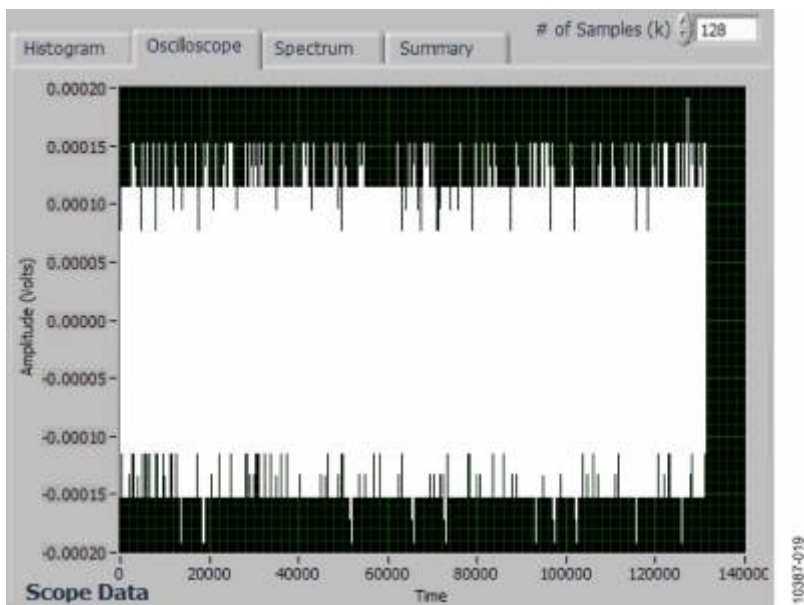 # of Samples (k) 128
Histogram Oscilloscope Spectrum Summary
0.00020
0.00015
0.00010
0.00005
0.00000
-0.00005
-0.00010
-0.00015
-0.00020
Amplitude (Volts)
0 20000 40000 60000 80000 100000 120000 140000
Time
Scope Data
10387-019